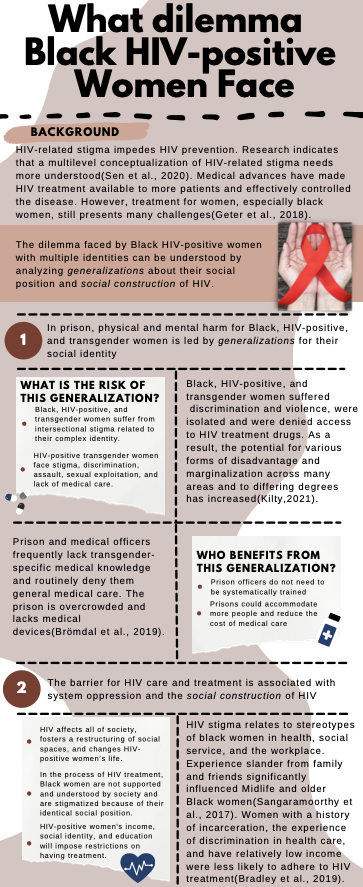 What dilemma
Black HIV-positive
Women Face
BACKGROUND
HIV-related stigma impedes HIV prevention. Research indicates
that a multilevel conceptualization of HIV-related stigma needs
more understood(Sen et al., 2020). Medical advances have made
HIV treatment available to more patients and effectively controlled
the disease. However, treatment for women, especially black
women, still presents many challenges(Geter et al., 2018).
The dilemma faced by Black HIV-positive women
with multiple identities can be understood by
analyzing generalizations about their social
position and social construction of HIV.
1
In prison, physical and mental harm for Black, HIV-positive,
and transgender women is led by generalizations for their
social identity
WHAT IS THE RISK OF
THIS GENERALIZATION?
Black, HIV-positive, and
transgender women suffer from
intersectional stigma related to
their complex identity.
HIV-positive transgender women
face stigma, discrimination,
assault, sexual exploitation, and
lack of medical care.
Black, HIV-positive, and
transgender women suffered
discrimination and violence, were
isolated and were denied access
to HIV treatment drugs. As a
result, the potential for various
forms of disadvantage and
marginalization across many
areas and to differing degrees
has increased(Kilty,2021).
Prison and medical officers
frequently lack transgender-
specific medical knowledge
and routinely deny them
general medical care. The
prison is overcrowded and
lacks medical
devices(Brömdal et al., 2019).
WHO BENEFITS FROM
THIS GENERALIZATION?
Prison officers do not need to
be systematically trained
Prisons could accommodate
more people and reduce the
cost of medical care
2
The barrier for HIV care and treatment is associated with
system oppression and the social construction of HIV
HIV affects all of society,
fosters a restructuring of social
spaces, and changes HIV-
positive women's life.
In the process of HIV treatment,
Black women are not supported
and understood by society and
are stigmatized because of their
identical social position.
HIV-positive women's income,
social identity, and education
will impose restrictions on
having treatment.
HIV stigma relates to stereotypes
of black women in health, social
service, and the workplace.
Experience slander from family
and friends significantly
influenced Midlife and older
Black women(Sangaramoorthy et
al., 2017). Women with a history
of incarceration, the experience
of discrimination in health care,
and have relatively low income
were less likely to adhere to HIV
treatment(Bradley et al., 2019).